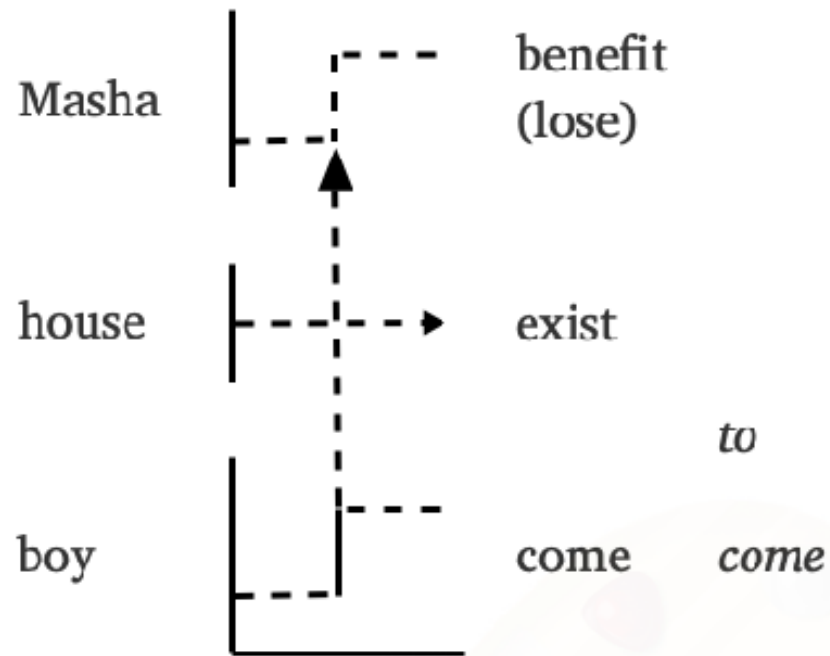 Masha benefit
(lose)
house exist
to
boy come come